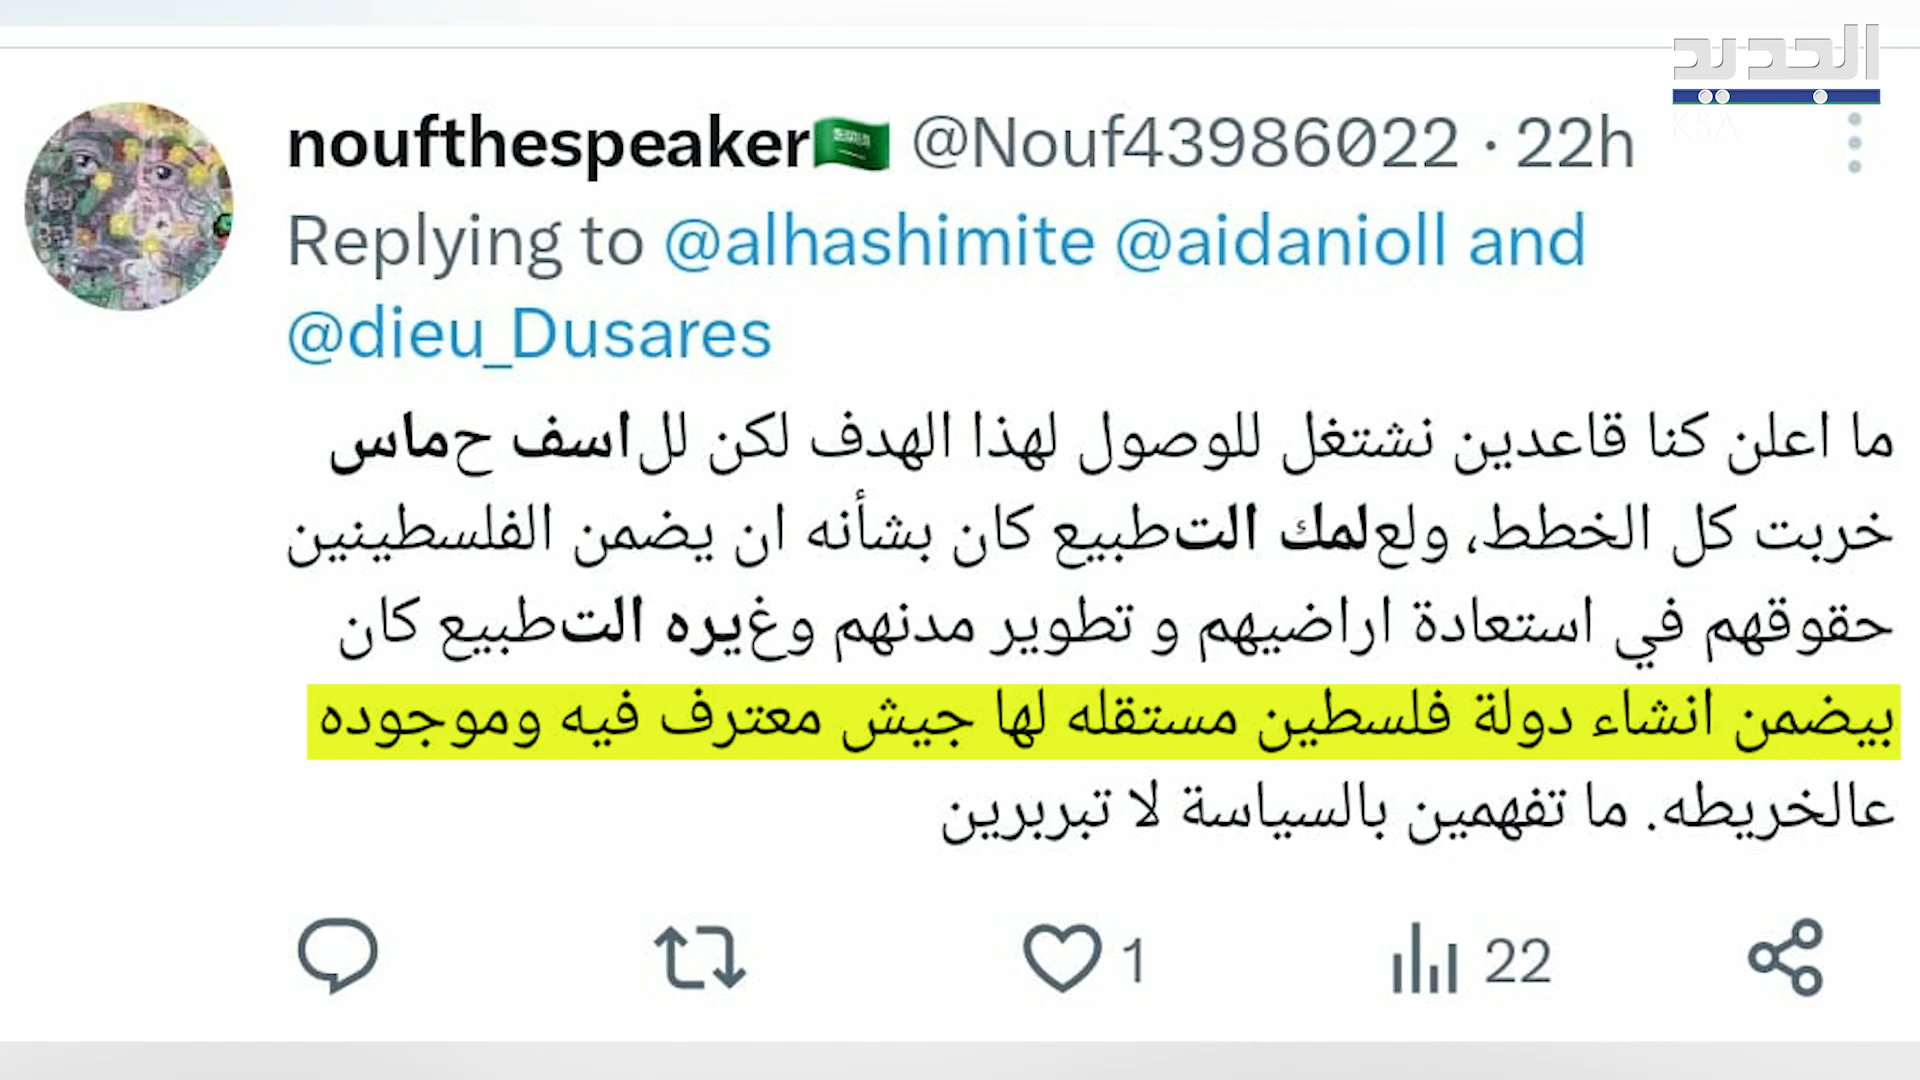 الجديد
KSA
noufthespeaker🇸🇦 @Nouf43986022 · 22h
Replying to @alhashimite @aidanioll and
@dieu_Dusares
ما اعلن كنا قاعدين نشتغل للوصول لهذا الهدف لكن للاسف حماس
خربت كل الخطط، ولعلمك التطبيع كان بشأنه ان يضمن الفلسطينين
حقوقهم في استعادة اراضيهم و تطوير مدنهم وغيره التطبيع كان
بيضمن انشاء دولة فلسطين مستقله لها جيش معترف فيه وموجوده
عالخريطه. ما تفهمين بالسياسة لا تبربرين
1 22